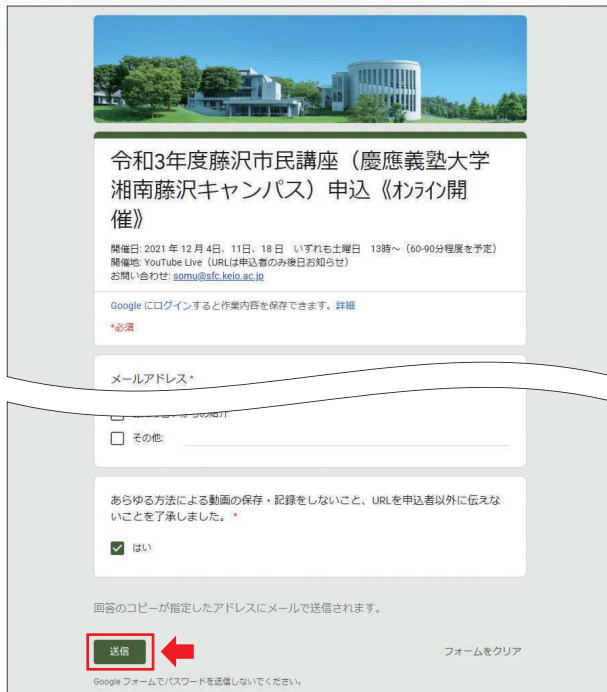 令和3年度藤沢市民講座（慶應義塾大学
湘南藤沢キャンパス）申込《オンライン開
催》
開催日: 2021 年 12 月 4日、11日、18 日　いずれも土曜日　13時～（60-90分程度を予定）
開催地: YouTube Live（URLは申込者のみ後日お知らせ）
お問い合わせ: somu@sfc.keio.ac.jp
Google にログインすると作業内容を保存できます。詳細
*必須
メールアドレス *
その他:
あらゆる方法による動画の保存・記録をしないこと、URLを申込者以外に伝えな
いことを了承しました。 *
はい
回答のコピーが指定したアドレスにメールで送信されます。
送信
フォームをクリア
Google フォームでパスワードを送信しないでください。